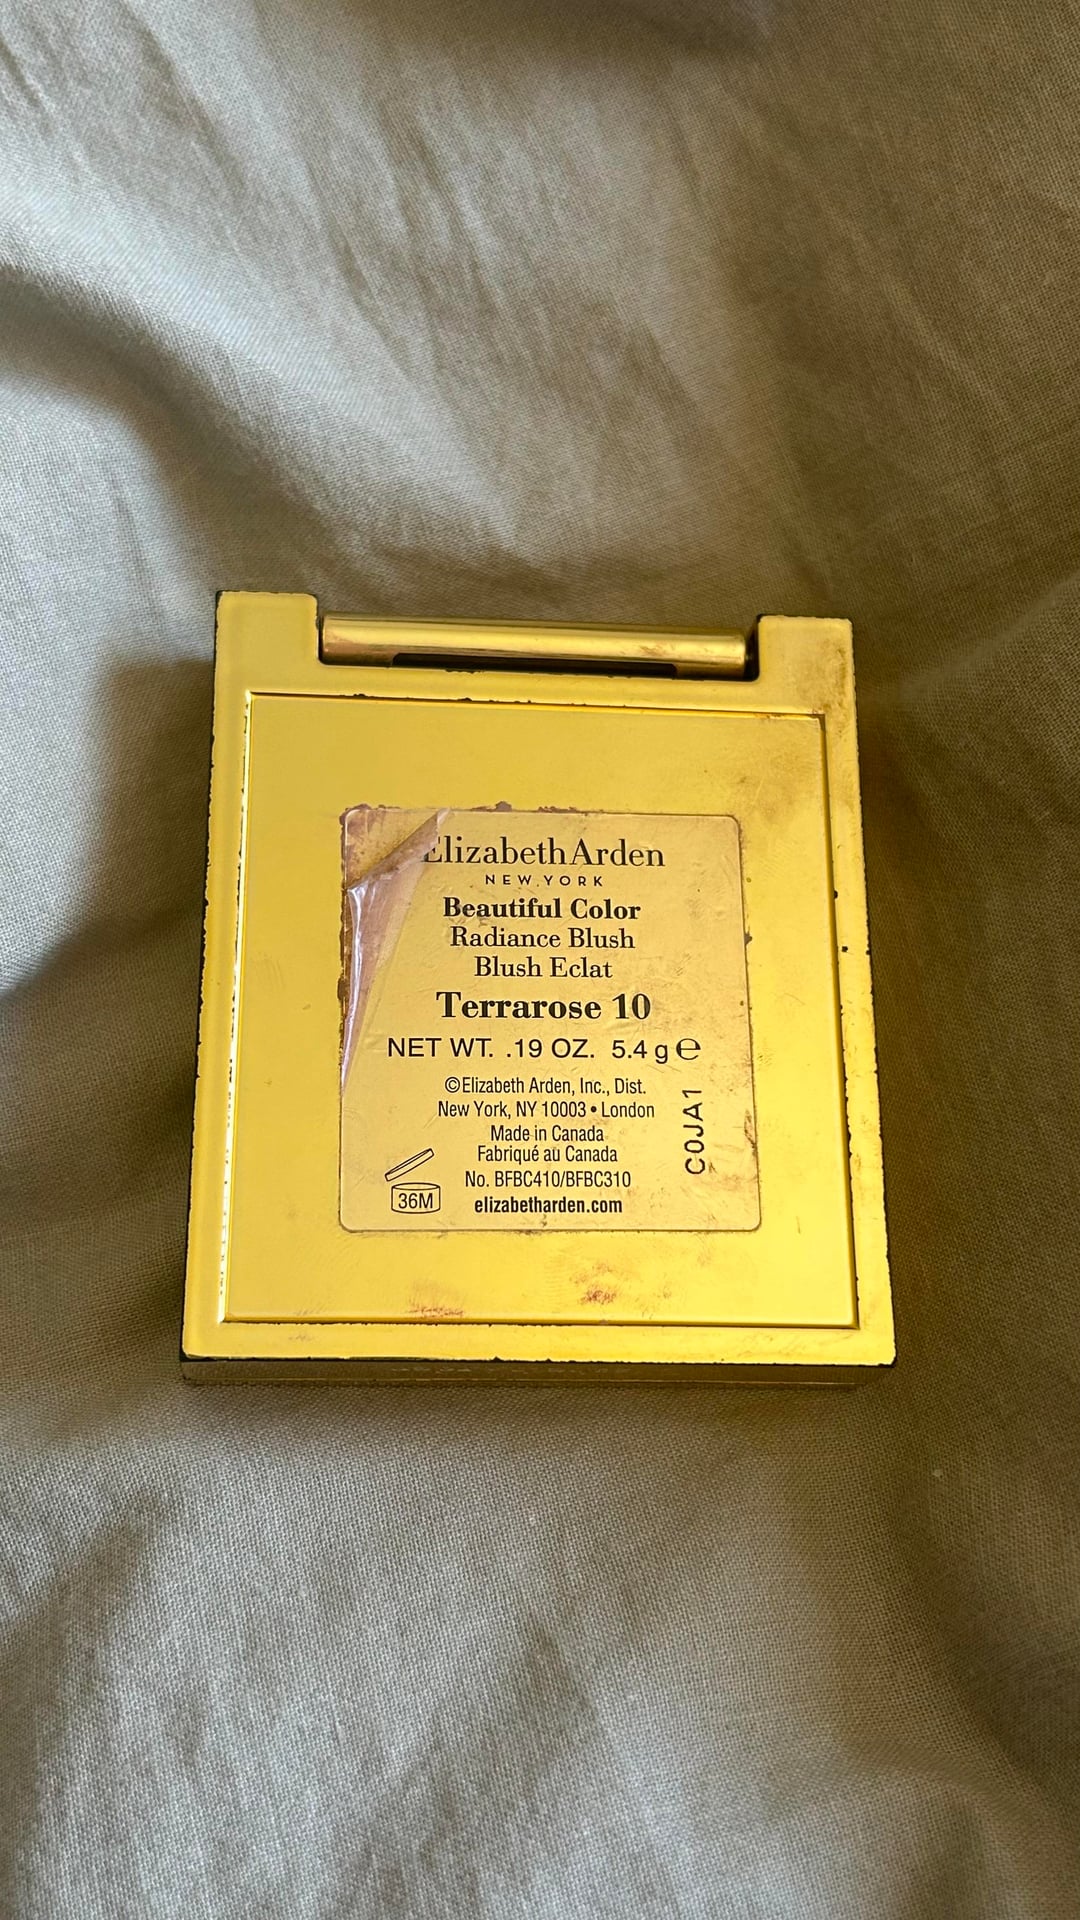 Elizabeth Arden
NEW YORK
Beautiful Color
Radiance Blush
Blush Eclat
Terrarose 10
NET WT. .19 OZ. 5.4 g ℮
©Elizabeth Arden, Inc., Dist.
New York, NY 10003 • London
Made in Canada
Fabriqué au Canada
No. BFBC410/BFBC310
elizabetharden.com
36M
C0JA1